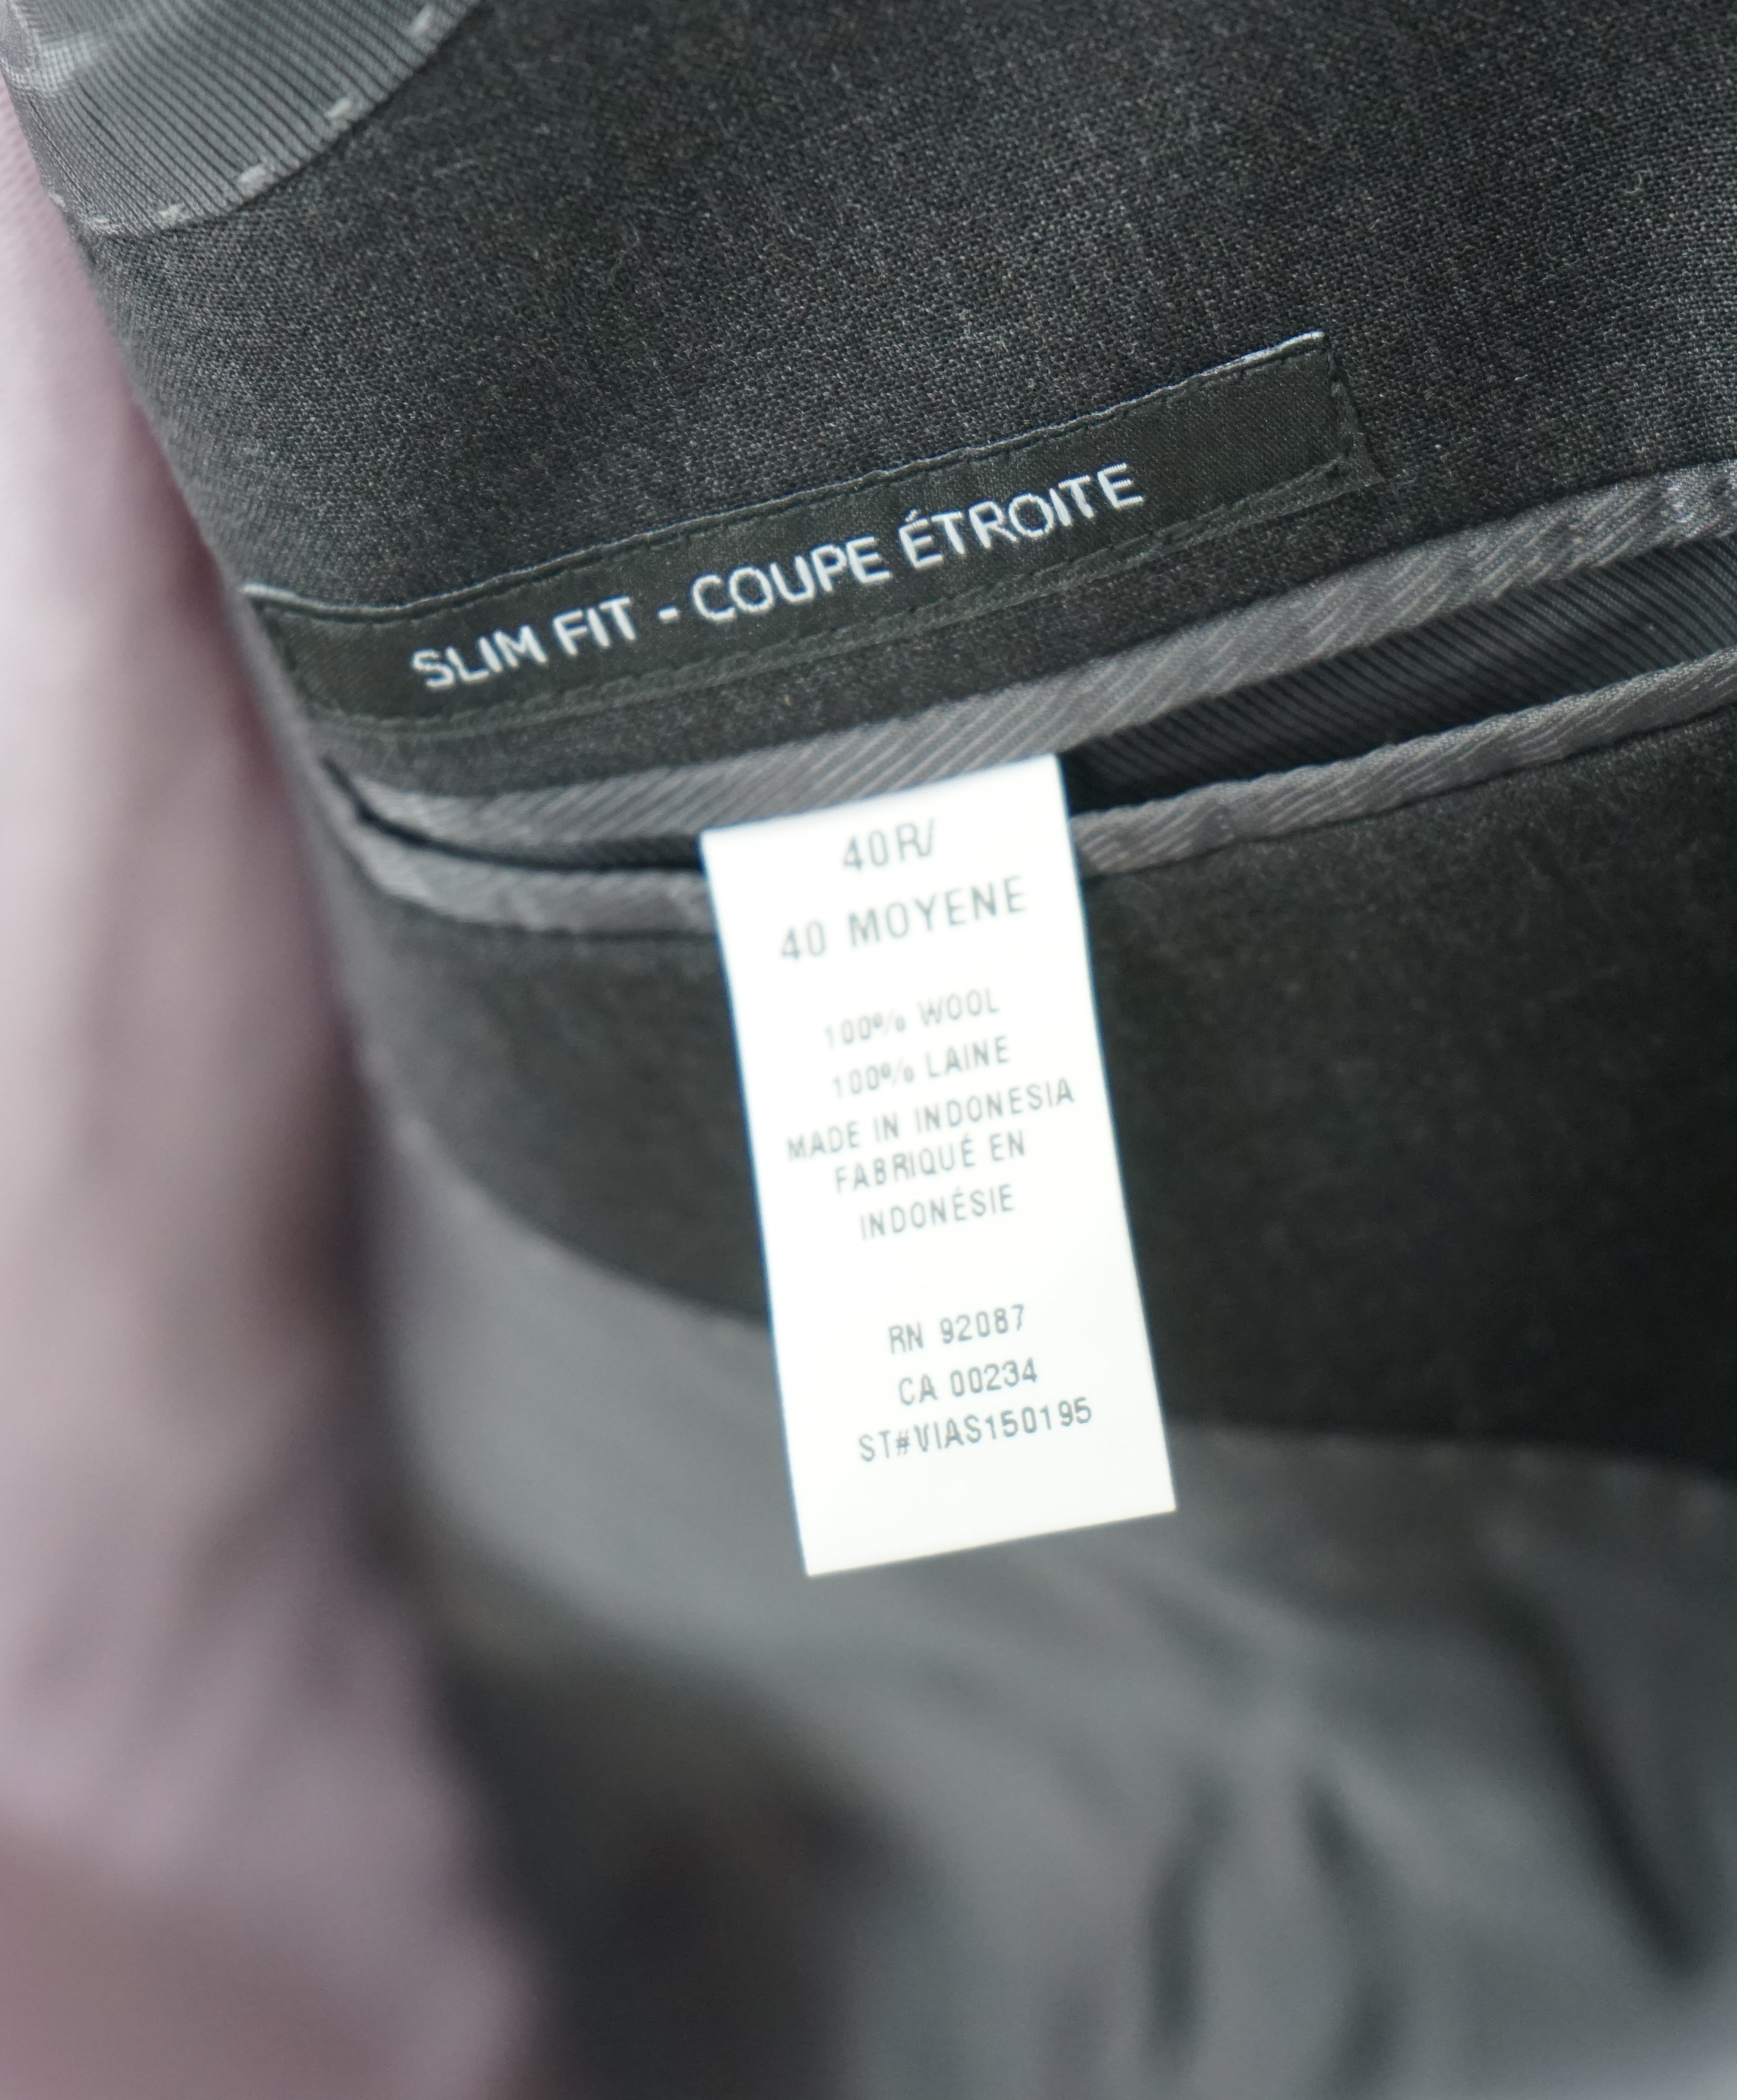 SLIM FIT - COUPE ÉTROITE
40R/
40 MOYENE
100% WOOL
100% LAINE
MADE IN INDONESIA
FABRIQUÉ EN
INDONÉSIE
RN 92087
CA 00234
ST#VIAS150195